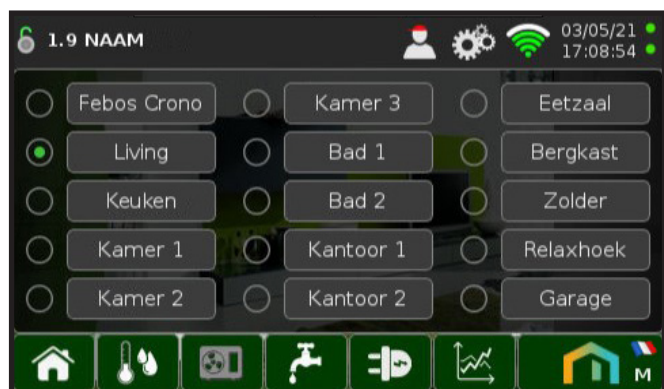 1.9 NAAM
03/05/21
17:08:54
Febos Crono Kamer 3 Eetzaal
Living Bad 1 Bergkast
Keuken Bad 2 Zolder
Kamer 1 Kantoor 1 Relaxhoek
Kamer 2 Kantoor 2 Garage
M